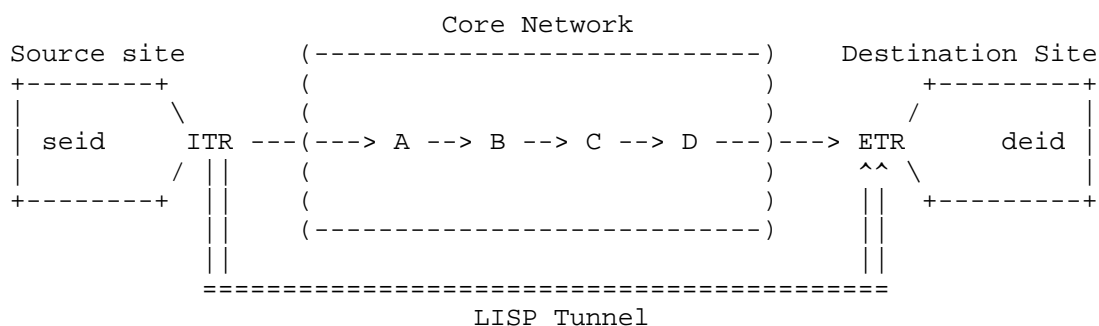 Core Network
Source site (----------------------------) Destination Site
+--------+ ( ) +---------+
| \ ( ) / |
| seid ITR ---(---> A --> B --> C --> D ---)---> ETR deid |
| / || ( ) ^^ \ |
+--------+ || ( ) || +---------+
|| (----------------------------) ||
|| ||
===========================================
LISP Tunnel